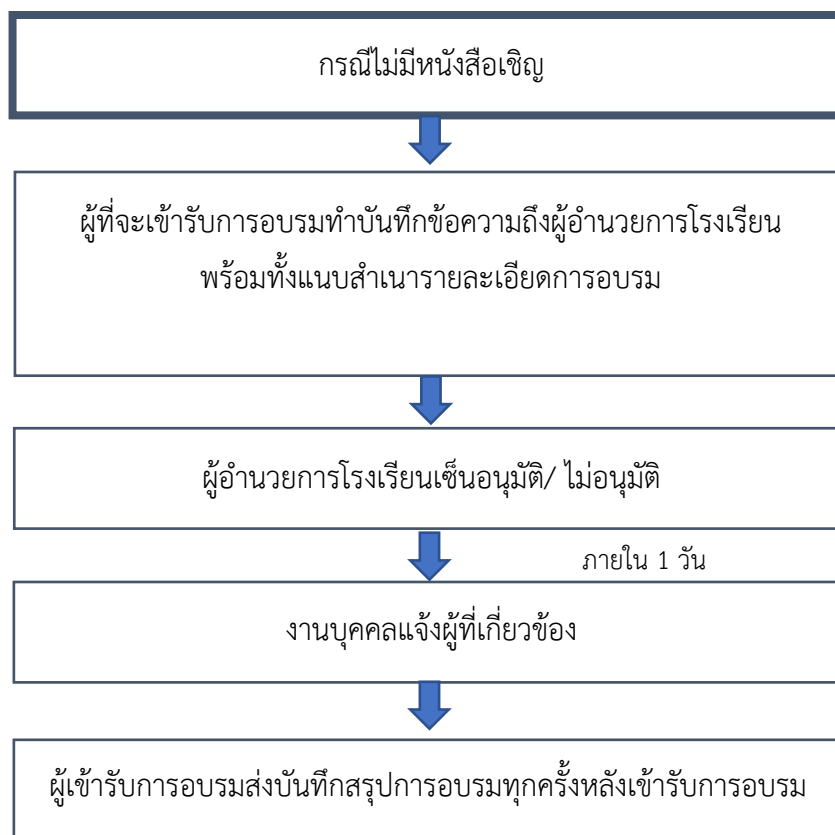 กรณีไม่มีหนังสือเชิญ
ผู้ที่จะเข้ารับการอบรมทำบันทึกข้อความถึงผู้อำนวยการโรงเรียน
พร้อมทั้งแนบสำเนารายละเอียดการอบรม
ผู้อำนวยการโรงเรียนเซ็นอนุมัติ/ ไม่อนุมัติ
ภายใน 1 วัน
งานบุคคลแจ้งผู้ที่เกี่ยวข้อง
ผู้เข้ารับการอบรมส่งบันทึกสรุปการอบรมทุกครั้งหลังเข้ารับการอบรม